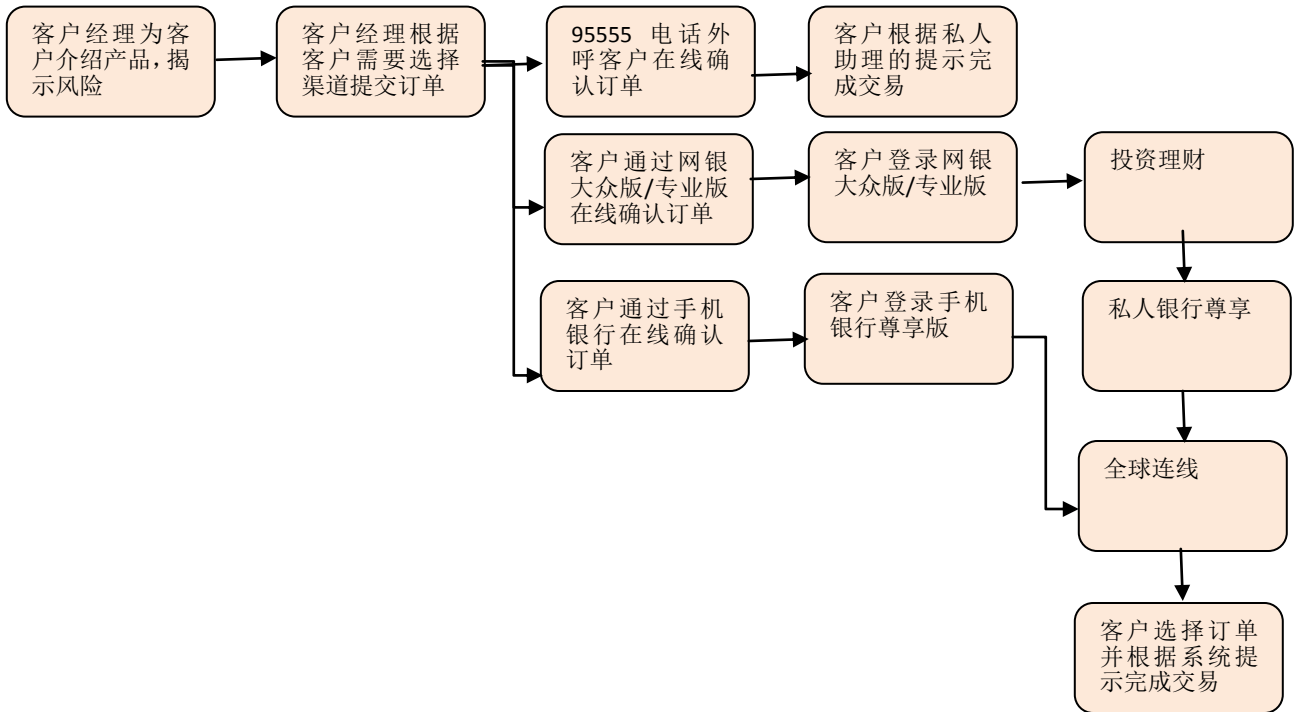 客户经理为客
户介绍产品，揭
示风险
客户经理根据
客户需要选择
渠道提交订单
95555 电话外
呼客户在线确
认订单
客户根据私人
助理的提示完
成交易
客户通过网银
大众版/专业版
在线确认订单
客户登录网银
大众版/专业版
投资理财
客户通过手机
银行在线确认
订单
客户登录手机
银行尊享版
私人银行尊享
全球连线
客户选择订单
并根据系统提
示完成交易